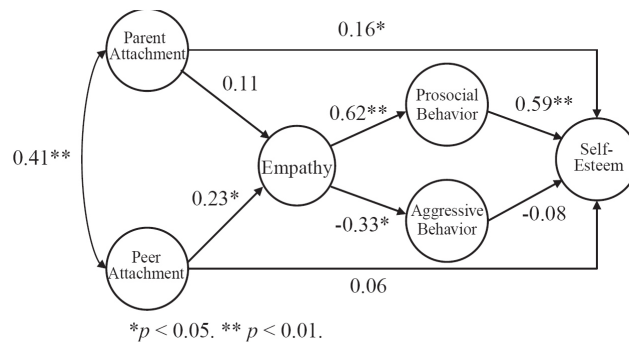 Parent
Attachment
0.16*
0.11
0.41**
Empathy
0.62**
Prosocial
Behavior
0.59**
Self-
Esteem
0.23*
-0.33*
Aggressive
Behavior
-0.08
Peer
Attachment
0.06
*p < 0.05. ** p < 0.01.